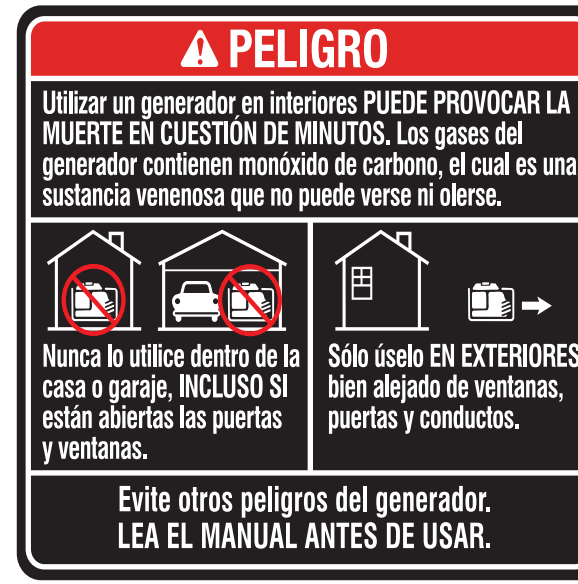 PELIGRO
Utilizar un generador en interiores PUEDE PROVOCAR LA
MUERTE EN CUESTIÓN DE MINUTOS. Los gases del
generador contienen monóxido de carbono, el cual es una
sustancia venenosa que no puede verse ni olerse.
Nunca lo utilice dentro de la
casa o garaje, INCLUSO SI
están abiertas las puertas
y ventanas.
Sólo úselo EN EXTERIORES
bien alejado de ventanas,
puertas y conductos.
Evite otros peligros del generador.
LEA EL MANUAL ANTES DE USAR.